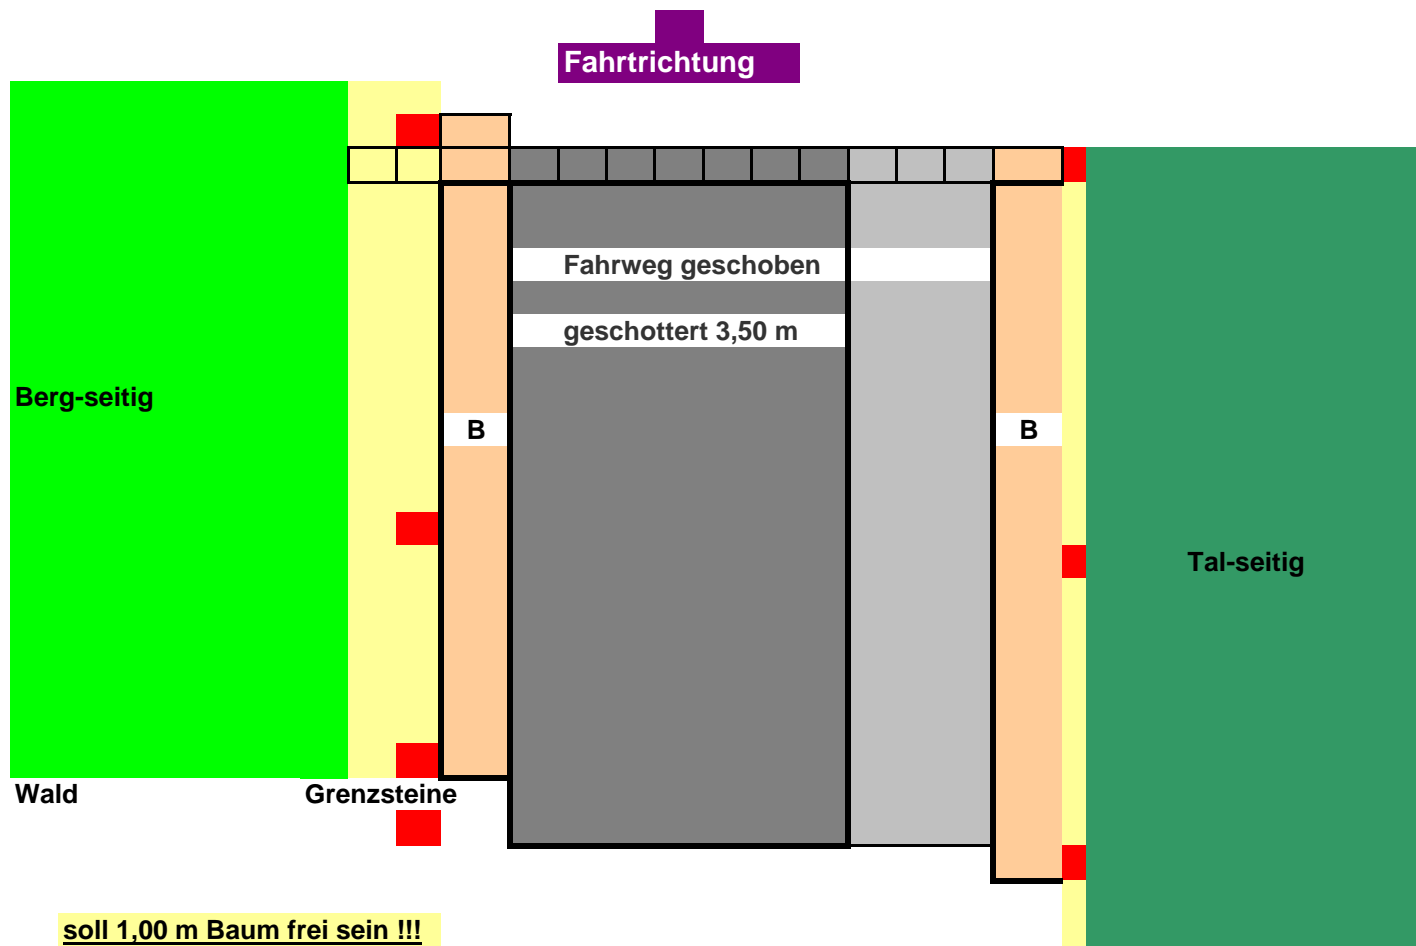 Fahrtrichtung
Fahrweg geschoben
geschottert 3,50 m
Berg-seitig
B
B
Tal-seitig
Wald
Grenzsteine
soll 1,00 m Baum frei sein !!!